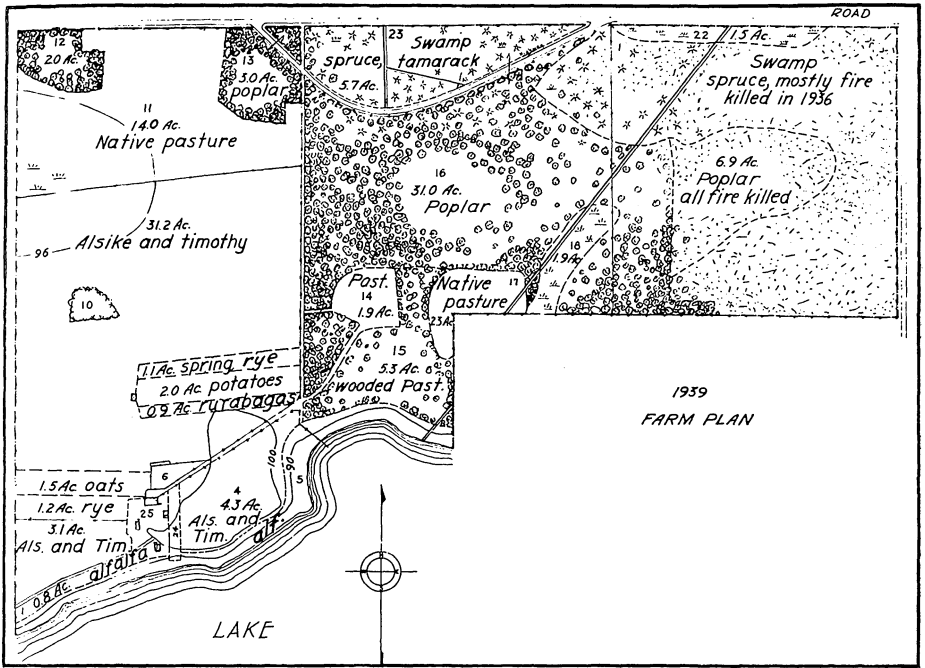 ROAD
12
2.0 Ac.
13
3.0 Ac.
poplar
spruce,
5.7 Ac.
23
Swamp
tamarack
22
1.5 Ac.
Swamp
spruce, mostly fire
killed in 1936
11
14.0 Ac.
Native pasture
16
31.0 Ac.
Poplar
6.9 Ac.
Poplar
all fire killed
31.2 Ac.
Alsike and timothy
96
18
1.9 Ac
10
Past.
14
1.9 Ac.
Native
pasture
17
23 Ac
15
5.3 Ac.
wooded Past.
1.1 Ac. spring rye
2.0 Ac. potatoes
0.9 Ac rurabagas
1939
FARM PLAN
100
90
5
6
1.5 Ac. oats
1.2 Ac. rye
3.1 Ac.
Als. and Tim.
25
4
4.3 Ac.
Als. and
Tim.
alf.
alfalfa
1
0.8 Ac.
LAKE